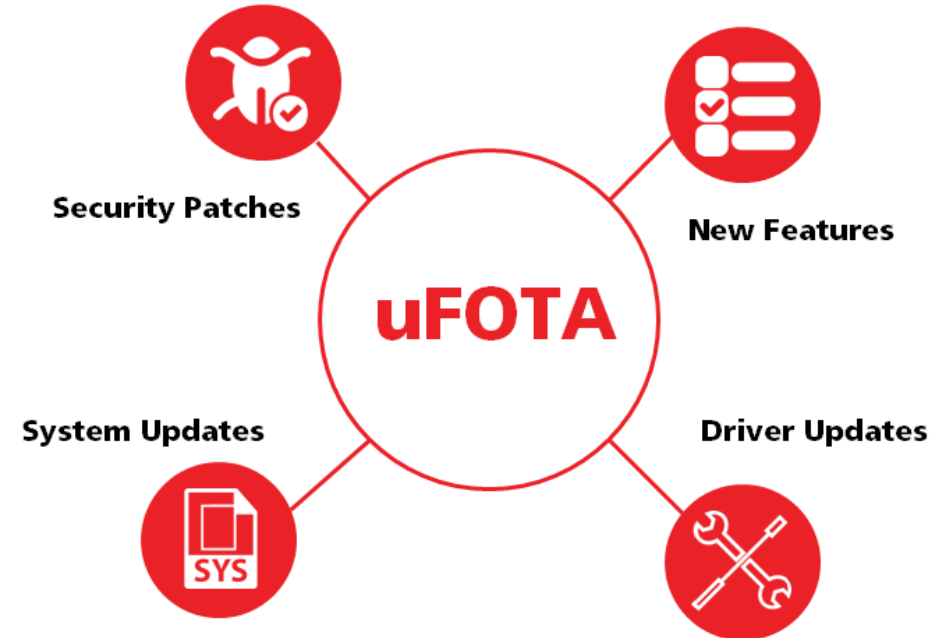 Security Patches
New Features
uFOTA
System Updates
Driver Updates
SYS